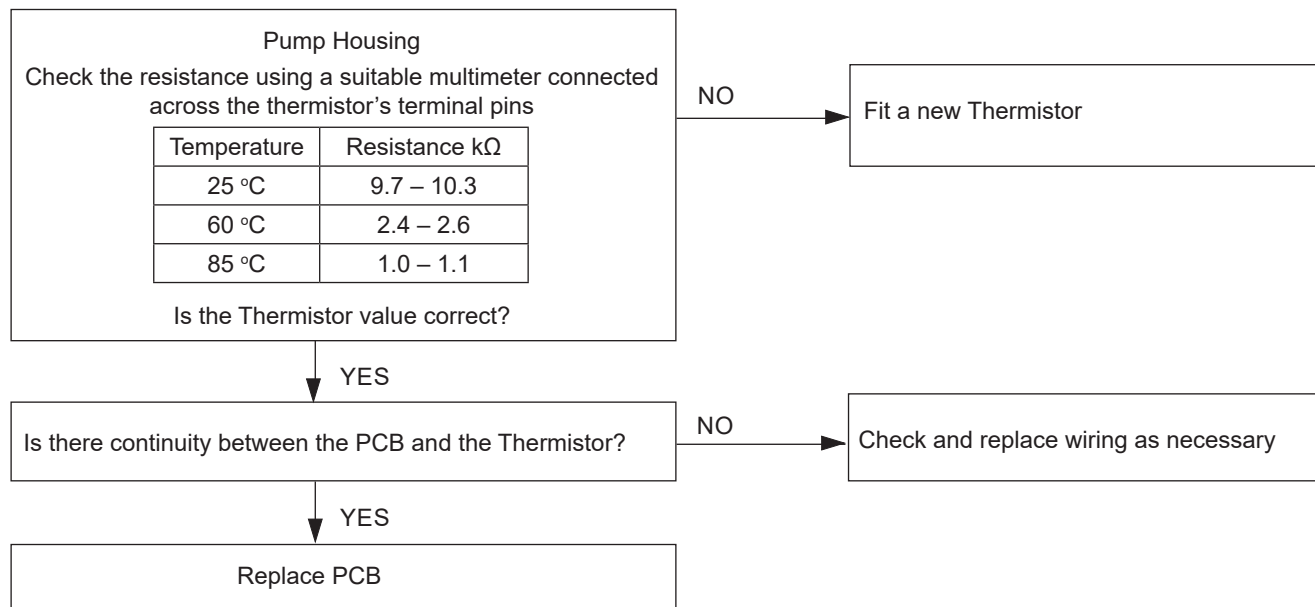 Pump Housing
Check the resistance using a suitable multimeter connected
across the thermistor’s terminal pins
Temperature Resistance kΩ
25 ºC 9.7 – 10.3
60 ºC 2.4 – 2.6
85 ºC 1.0 – 1.1
Is the Thermistor value correct?
NO
Fit a new Thermistor
YES
Is there continuity between the PCB and the Thermistor?
NO
Check and replace wiring as necessary
YES
Replace PCB